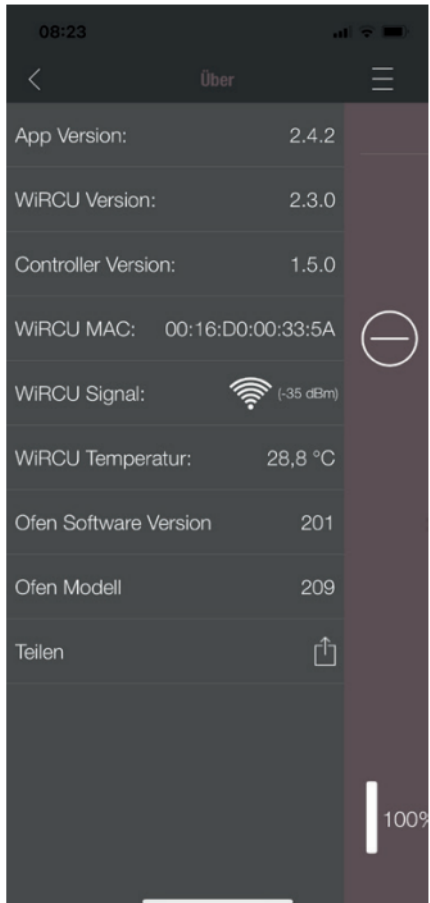 08:23
Über
App Version: 2.4.2
WiRCU Version: 2.3.0
Controller Version: 1.5.0
WiRCU MAC: 00:16:D0:00:33:5A
WiRCU Signal: (-35 dBm)
WiRCU Temperatur: 28,8 °C
Ofen Software Version 201
Ofen Modell 209
Teilen
100%